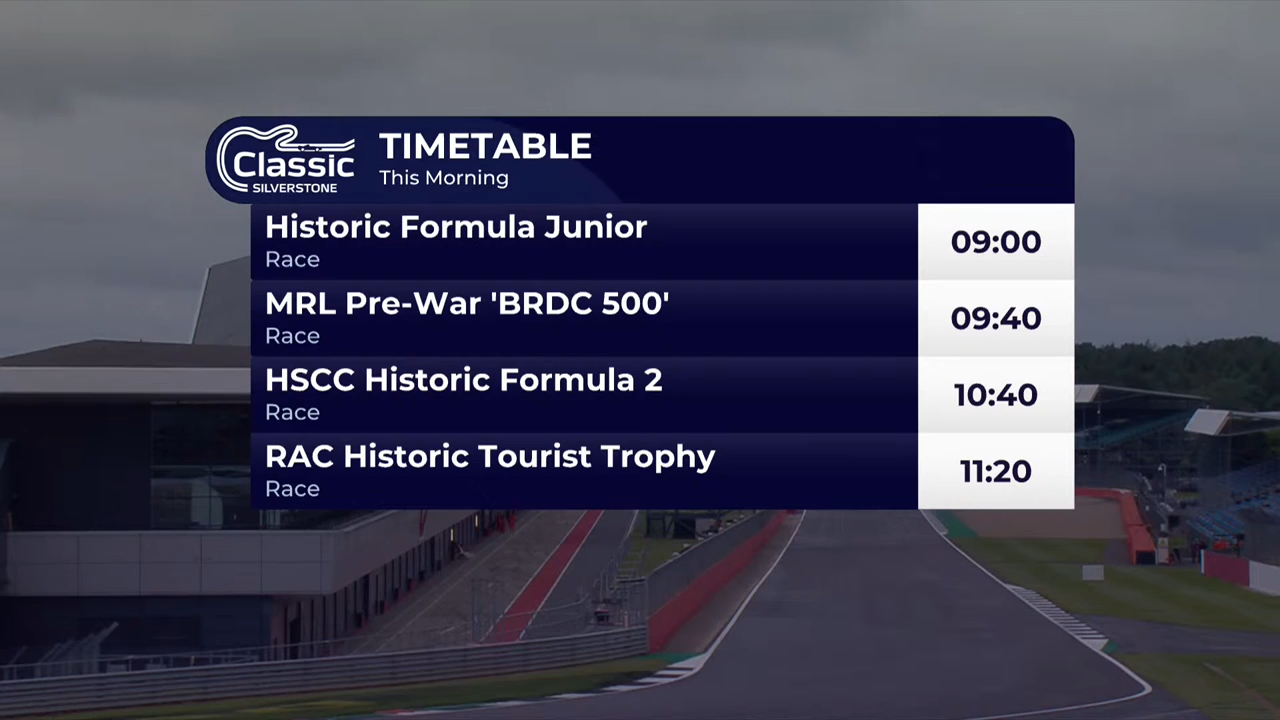 Classic
SILVERSTONE
TIMETABLE
This Morning
Historic Formula Junior
Race
09:00
MRL Pre-War 'BRDC 500'
Race
09:40
HSCC Historic Formula 2
Race
10:40
RAC Historic Tourist Trophy
Race
11:20